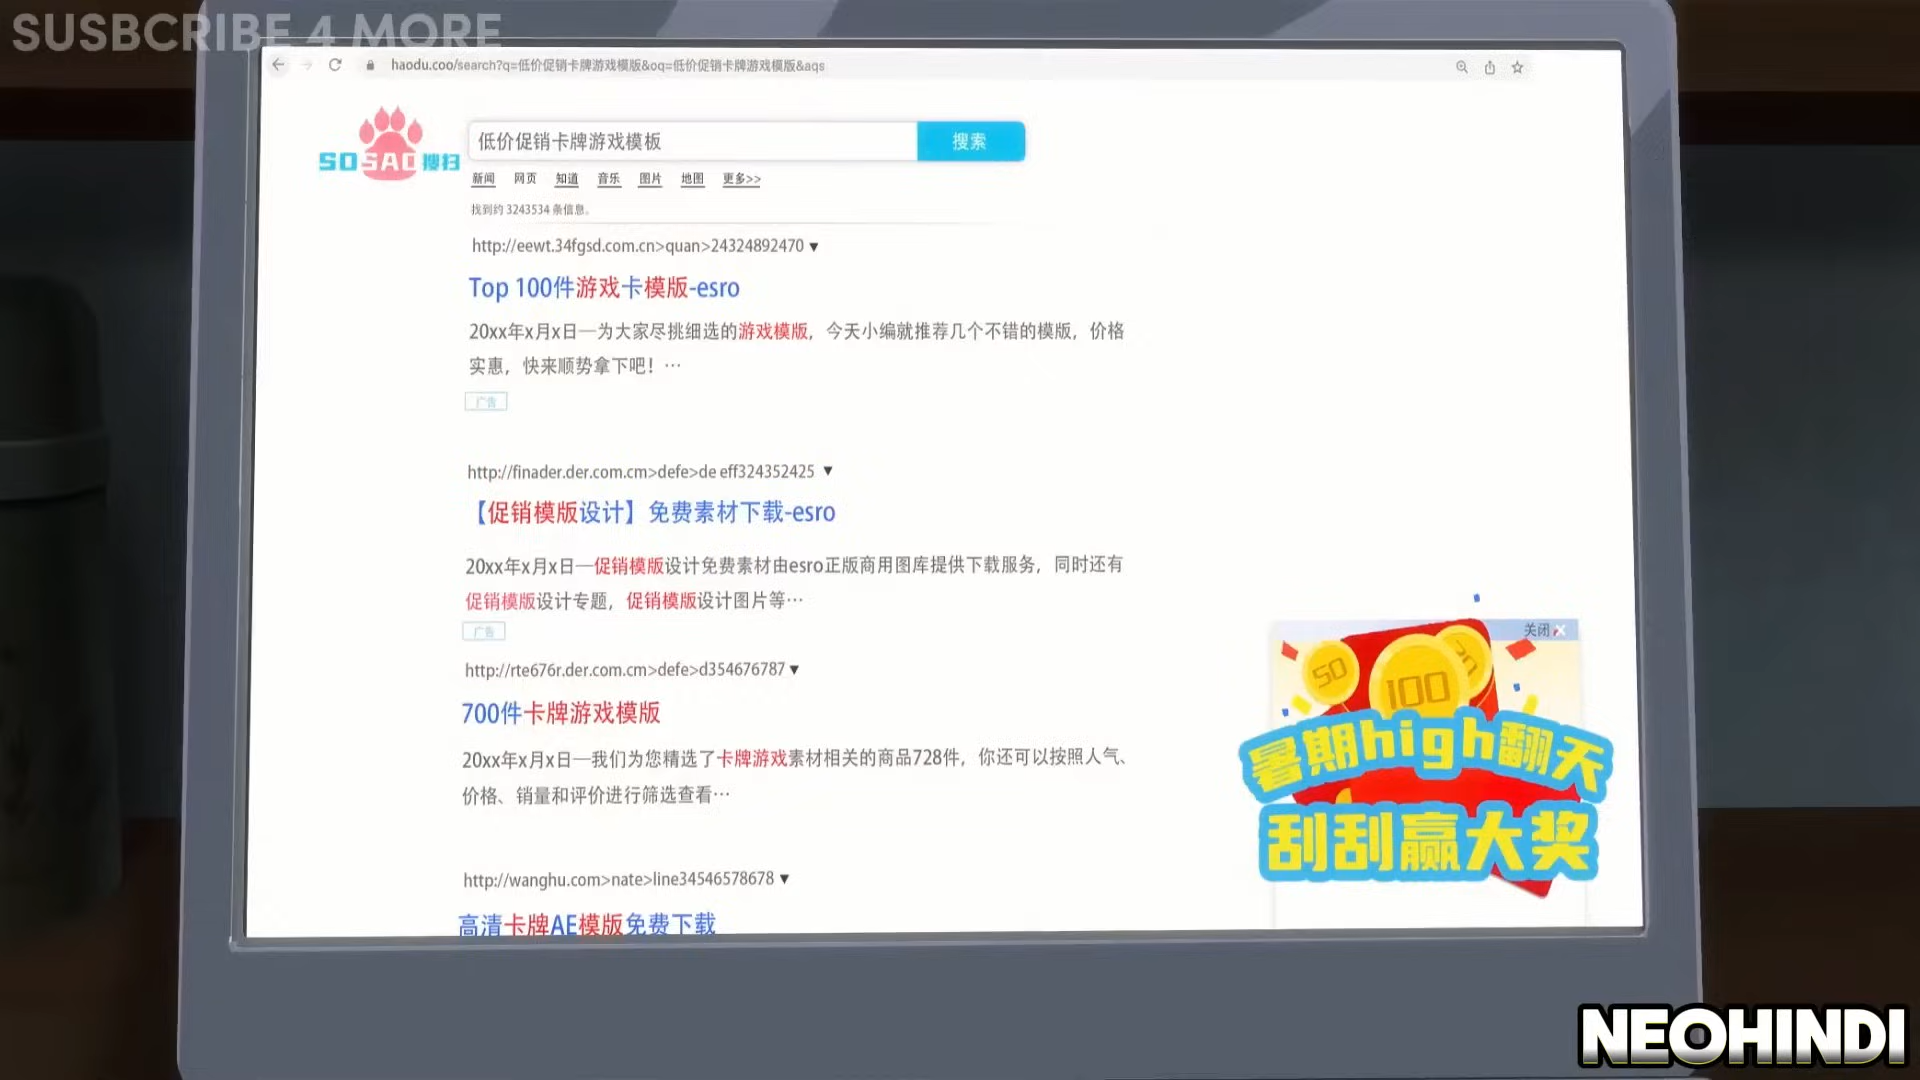 SUSBCRIBE 4 MORE
haodu.coo/search?q=低价促销卡牌游戏模版&oq=低价促销卡牌游戏模版&aqs
SOSAO搜扫
低价促销卡牌游戏模板
搜索
新闻 网页 知道 音乐 图片 地图 更多>>
找到约 3243534 条信息。
http://eewt.34fgsd.com.cn>quan>24324892470 ▼
Top 100件游戏卡模版-esro
20xx年x月x日—为大家尽挑细选的游戏模版，今天小编就推荐几个不错的模版，价格
实惠，快来顺势拿下吧！…
广告
http://finader.der.com.cm>defe>de eff324352425 ▼
【促销模版设计】免费素材下载-esro
20xx年x月x日—促销模版设计免费素材由esro正版商用图库提供下载服务，同时还有
促销模版设计专题，促销模版设计图片等…
广告
http://rte676r.der.com.cm>defe>d354676787 ▼
700件卡牌游戏模版
20xx年x月x日—我们为您精选了卡牌游戏素材相关的商品728件，你还可以按照人气、
价格、销量和评价进行筛选查看…
http://wanghu.com>nate>line34546578678 ▼
高清卡牌AE模版免费下载
关闭 X
50 100
暑期high翻天
刮刮赢大奖
NEOHINDI